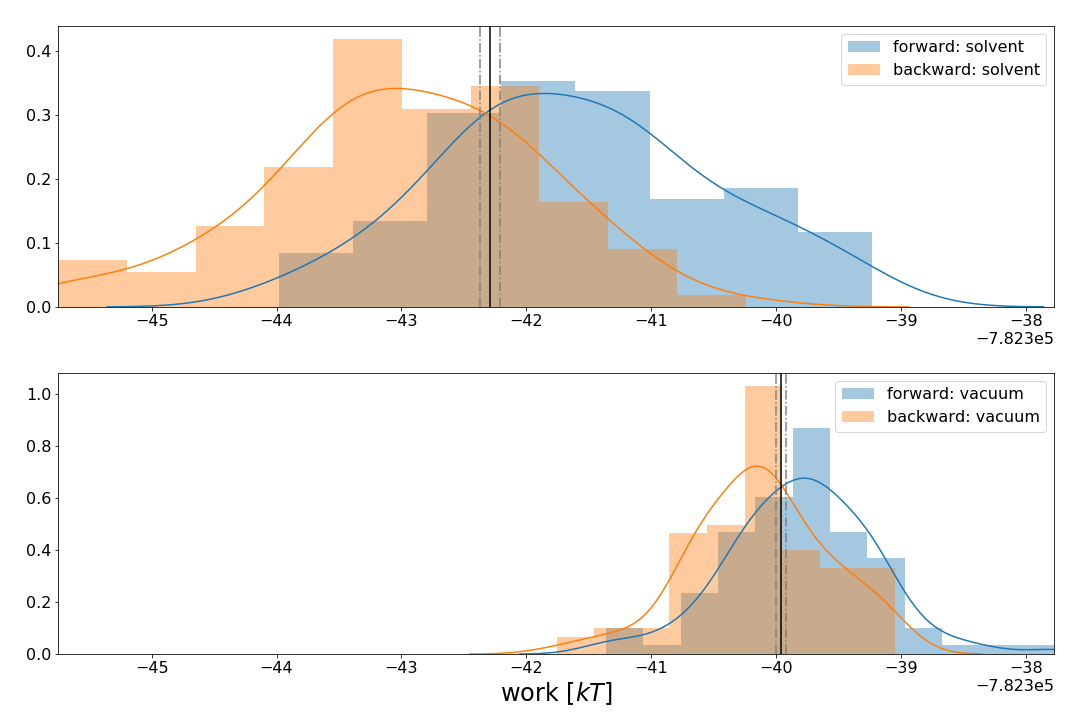 0.4
0.3
0.2
0.1
0.0
forward: solvent
backward: solvent
−45 −44 −43 −42 −41 −40 −39 −38
−7.823e5
1.0
0.8
0.6
0.4
0.2
0.0
forward: vacuum
backward: vacuum
−45 −44 −43 −42 −41 −40 −39 −38
−7.823e5
work [kT]